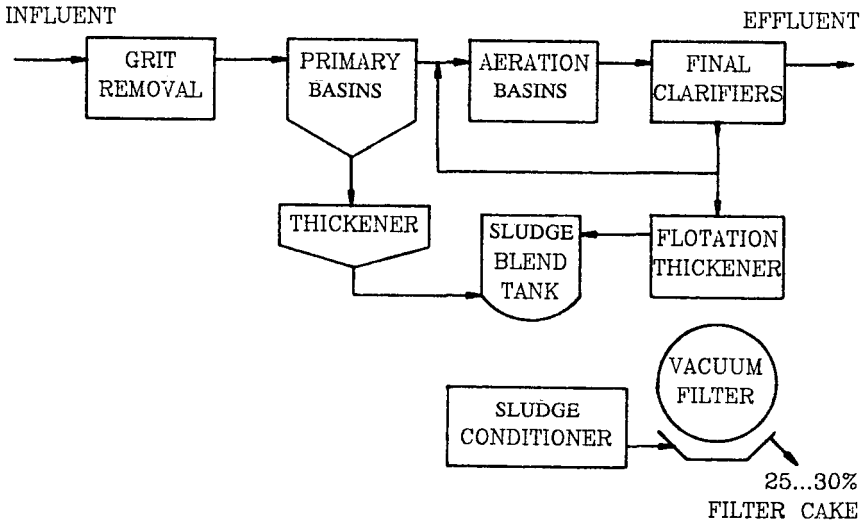 INFLUENT
EFFLUENT
GRIT
REMOVAL
PRIMARY
BASINS
AERATION
BASINS
FINAL
CLARIFIERS
THICKENER
SLUDGE
BLEND
TANK
FLOTATION
THICKENER
VACUUM
FILTER
SLUDGE
CONDITIONER
25...30%
FILTER CAKE